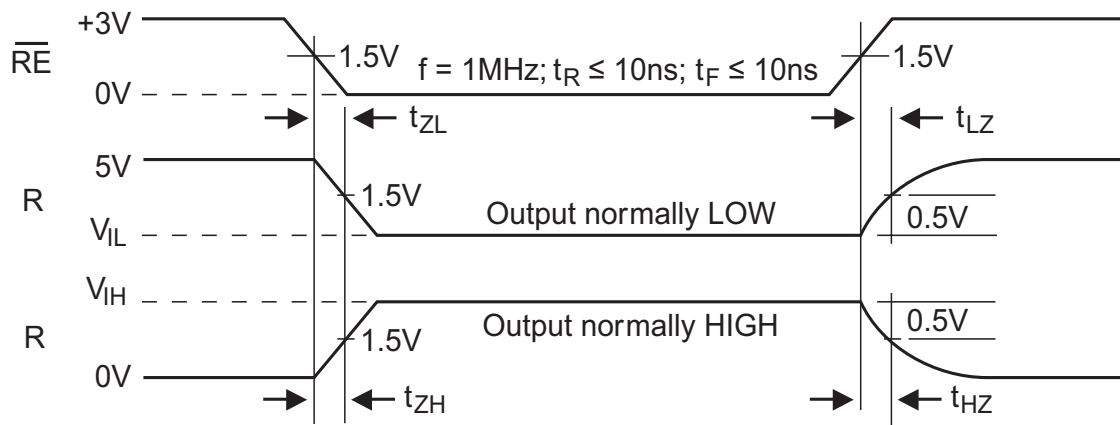 +3V
R̅E̅
1.5V
f = 1MHz; tR ≤ 10ns; tF ≤ 10ns
1.5V
0V
tZL
tLZ
5V
R
1.5V
Output normally LOW
0.5V
VIL
VIH
Output normally HIGH
0.5V
R
1.5V
0V
tZH
tHZ